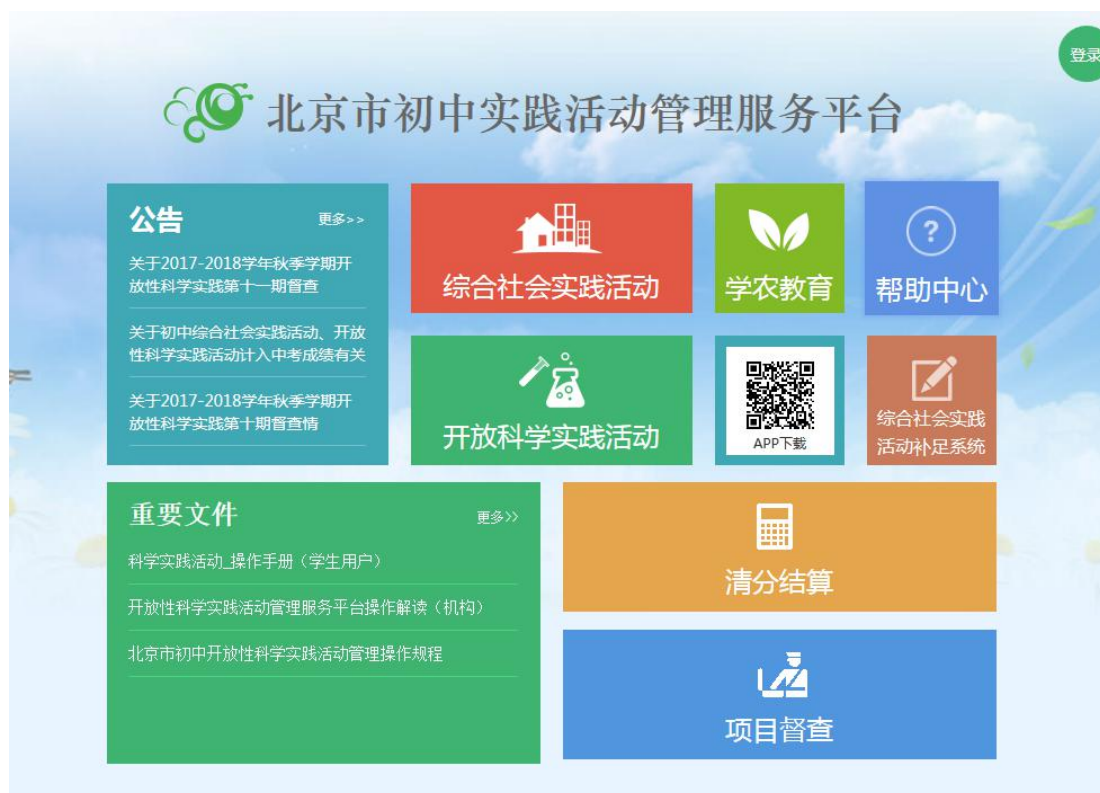 登录
北京市初中实践活动管理服务平台
公告
更多>>
关于2017-2018学年秋季学期开
放性科学实践第十一期督查
关于初中综合社会实践活动、开放
性科学实践活动计入中考成绩有关
关于2017-2018学年秋季学期开
放性科学实践第十期督查情
综合社会实践活动
学农教育
?
帮助中心
开放科学实践活动
APP下载
综合社会实践
活动补足系统
重要文件
更多>>
科学实践活动_操作手册（学生用户）
开放性科学实践活动管理服务平台操作解读（机构）
北京市初中开放性科学实践活动管理操作规程
清分结算
项目督查